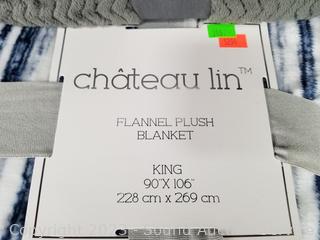 château lin™
FLANNEL PLUSH
BLANKET
KING
90"X 106"
228 cm x 269 cm